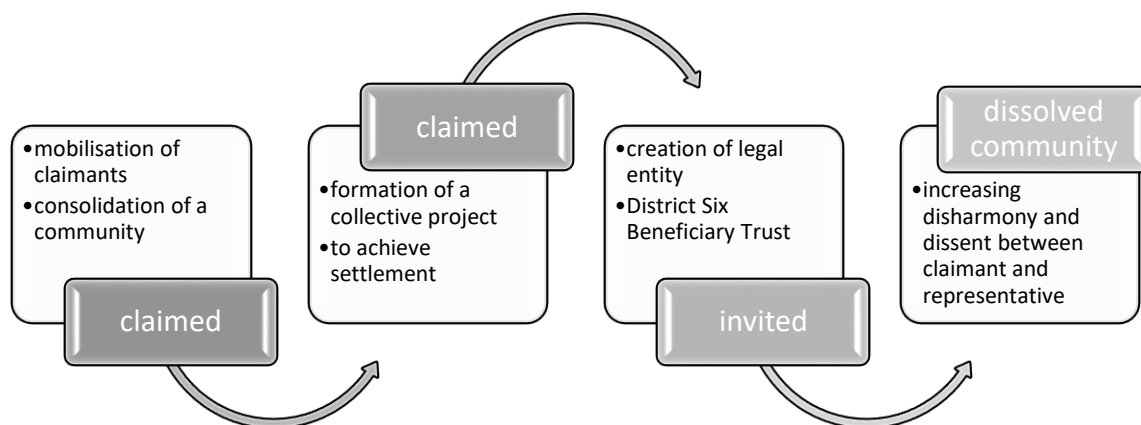 •mobilisation of
claimants
•consolidation of a
community
claimed
claimed
•formation of a
collective project
•to achieve
settlement
•creation of legal
entity
•District Six
Beneficiary Trust
invited
dissolved
community
•increasing
disharmony and
dissent between
claimant and
representative